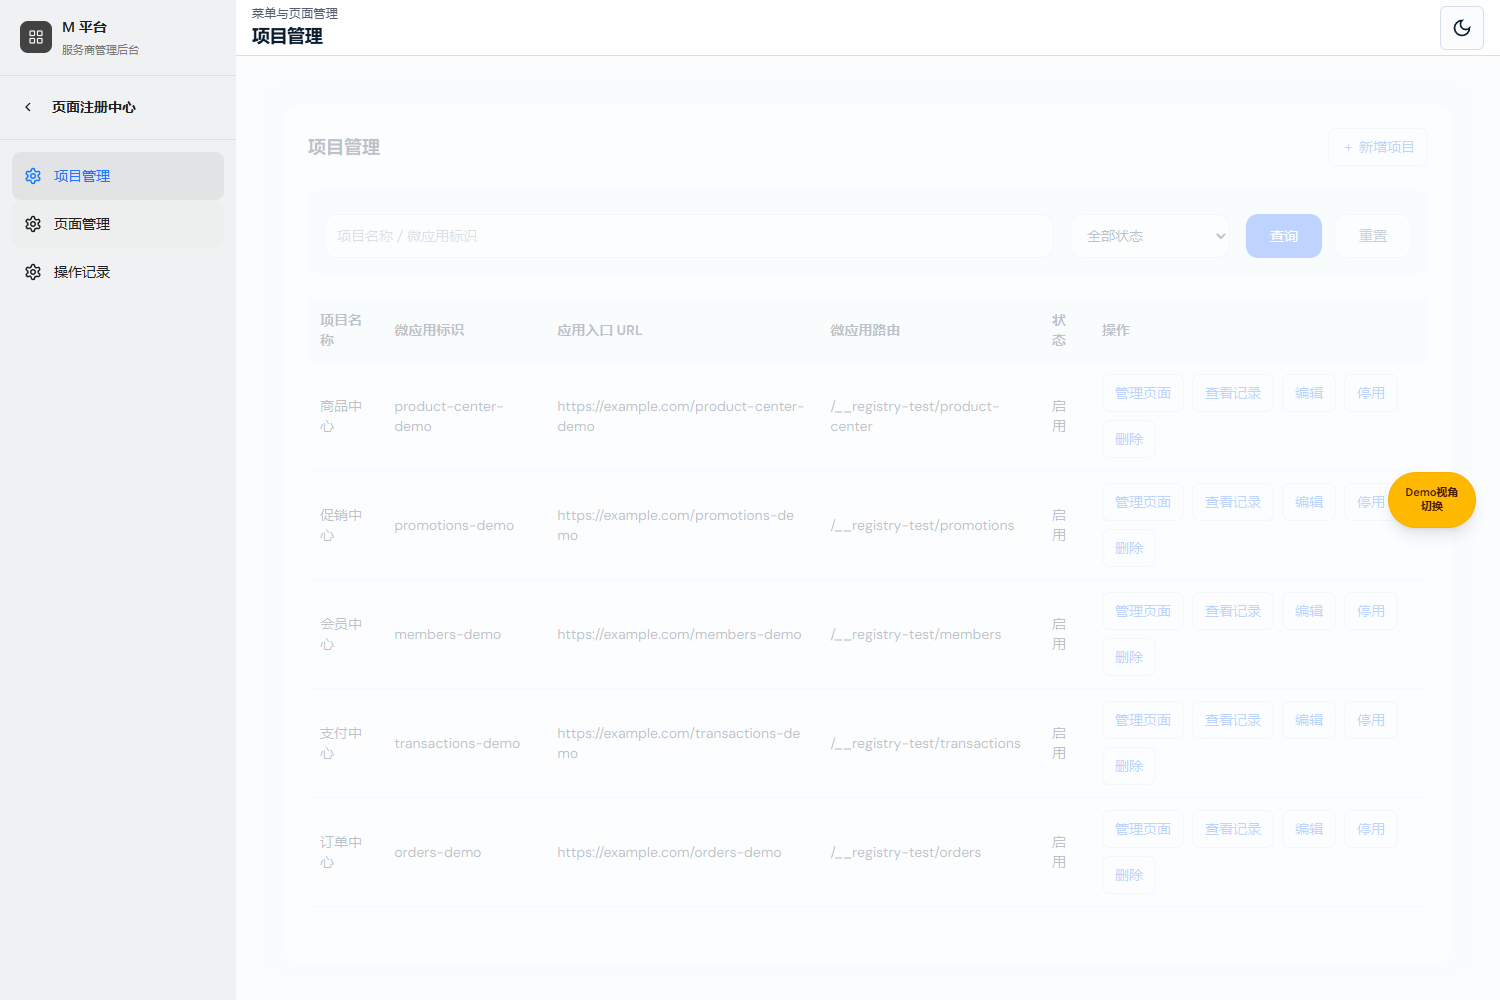 M 平台
服务商管理后台
页面注册中心
项目管理
页面管理
操作记录
菜单与页面管理
项目管理
项目管理
+ 新增项目
项目名称 / 微应用标识
全部状态
查询
重置
项目名
称
微应用标识
应用入口 URL
微应用路由
状
态
操作
商品中
心
product-center-
demo
https://example.com/product-center-
demo
/__registry-test/product-
center
启
用
管理页面
查看记录
编辑
停用
删除
促销中
心
promotions-demo
https://example.com/promotions-de
mo
/__registry-test/promotions
启
用
管理页面
查看记录
编辑
停用
删除
Demo视角
切换
会员中
心
members-demo
https://example.com/members-demo
/__registry-test/members
启
用
管理页面
查看记录
编辑
停用
删除
支付中
心
transactions-demo
https://example.com/transactions-de
mo
/__registry-test/transactions
启
用
管理页面
查看记录
编辑
停用
删除
订单中
心
orders-demo
https://example.com/orders-demo
/__registry-test/orders
启
用
管理页面
查看记录
编辑
停用
删除